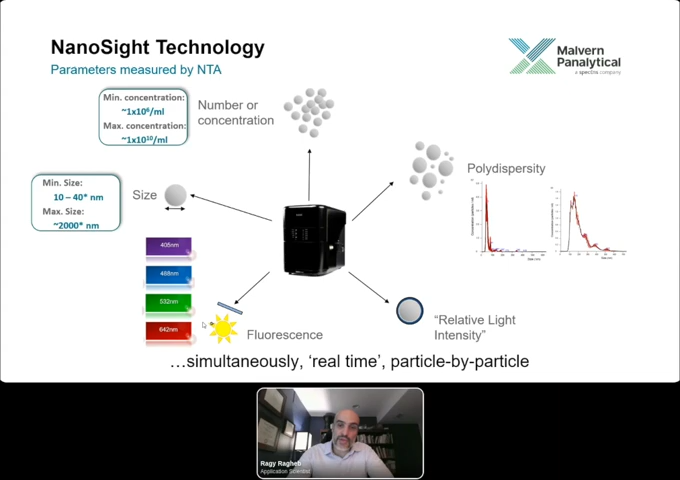 NanoSight Technology
Parameters measured by NTA
Malvern
Panalytical
a spectris company
Min. concentration:
~1x10⁶/ml
Max. concentration:
~1x10¹⁰/ml
Number or
concentration
Polydispersity
Min. Size:
10 – 40* nm
Max. Size:
~2000* nm
Size
405nm
488nm
532nm
642nm
Fluorescence
"Relative Light
Intensity"
…simultaneously, 'real time', particle-by-particle
Ragy Ragheb
Application Scientist